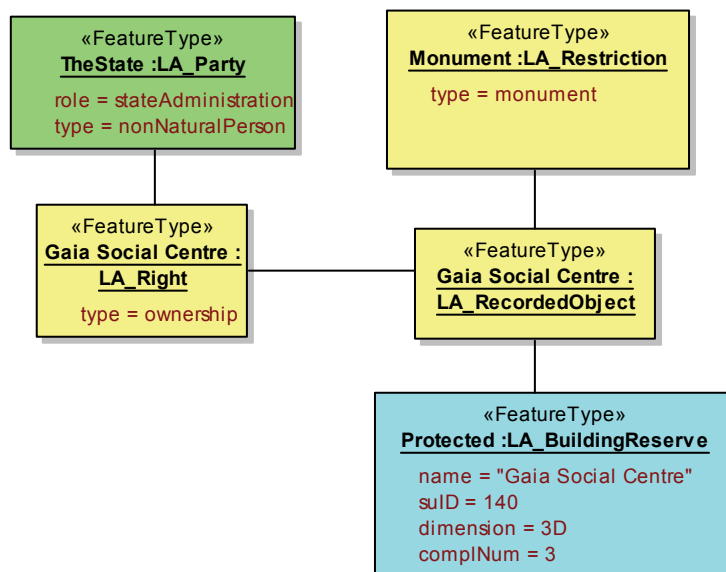 «FeatureType»
TheState :LA_Party
role = stateAdministration
type = nonNaturalPerson
«FeatureType»
Monument :LA_Restriction
type = monument
«FeatureType»
Gaia Social Centre :
LA_Right
type = ownership
«FeatureType»
Gaia Social Centre :
LA_RecordedObject
«FeatureType»
Protected :LA_BuildingReserve
name = "Gaia Social Centre"
suID = 140
dimension = 3D
complNum = 3